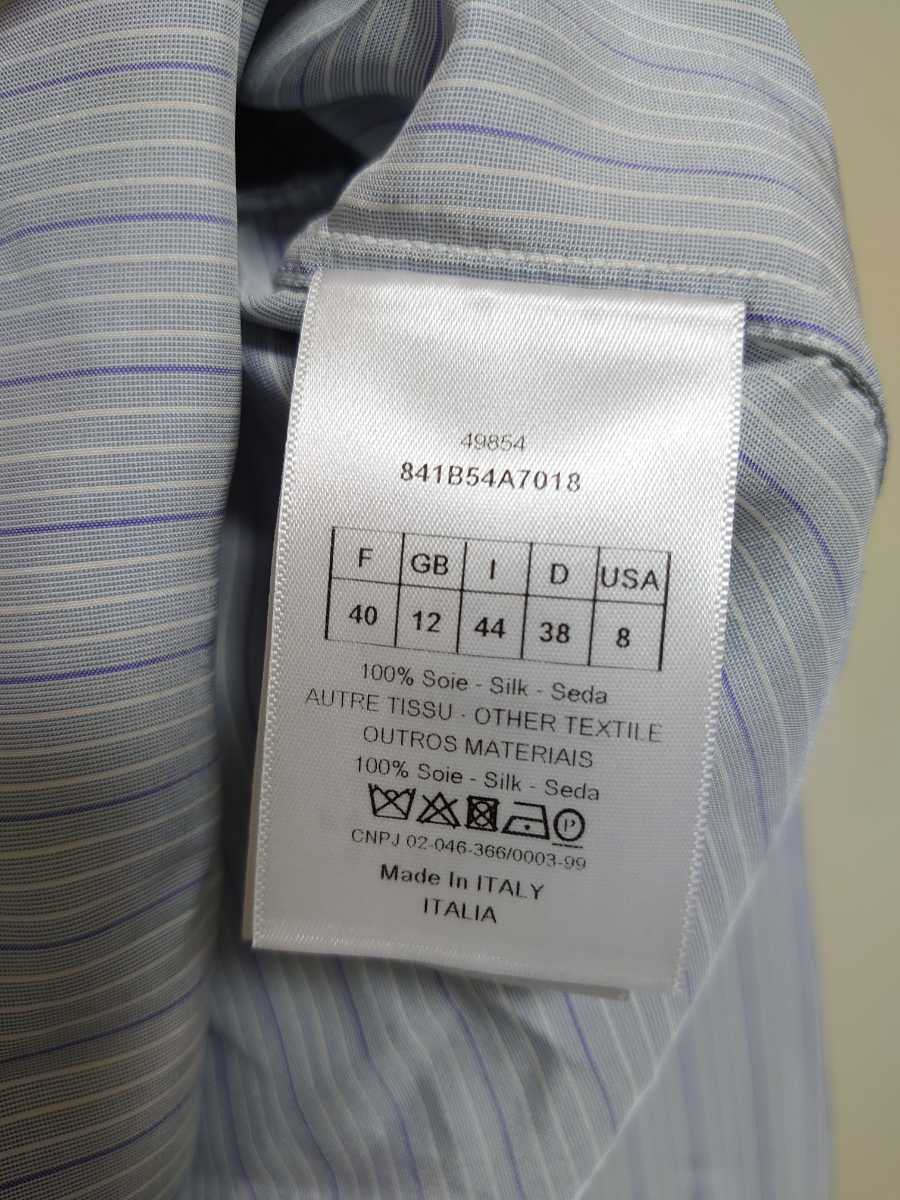 49854
841B54A7018
F GB I D USA
40 12 44 38 8
100% Soie - Silk - Seda
AUTRE TISSU - OTHER TEXTILE
OUTROS MATERIAIS
100% Soie - Silk - Seda
P
CNPJ 02-046-366/0003-99
Made In ITALY
ITALIA